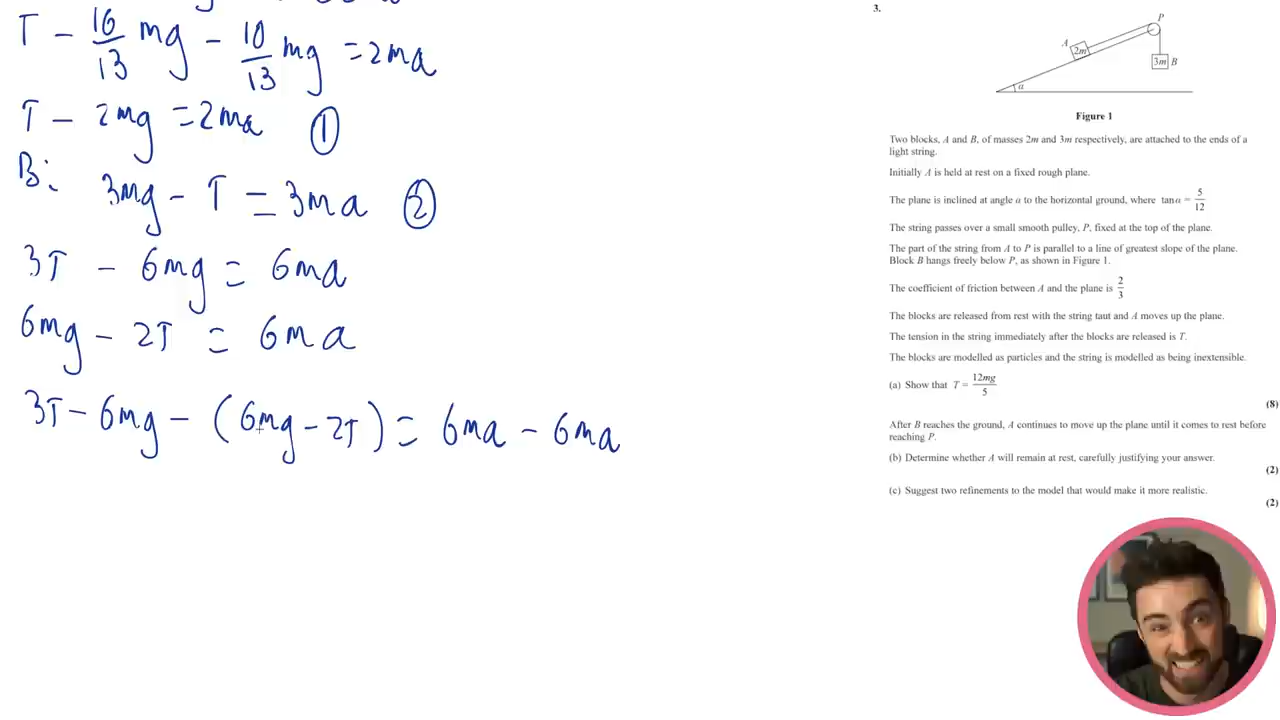 T - 16/13 mg - 10/13 mg = 2ma
T - 2mg = 2ma ①
B:
3mg - T = 3ma ②
3T - 6mg = 6ma
6mg - 2T = 6ma
3T - 6mg - (6mg - 2T) = 6ma - 6ma
3.
P
A
2m
3m B
α
Figure 1
Two blocks, A and B, of masses 2m and 3m respectively, are attached to the ends of a
light string.
Initially A is held at rest on a fixed rough plane.
The plane is inclined at angle α to the horizontal ground, where tan α = 5/12
The string passes over a small smooth pulley, P, fixed at the top of the plane.
The part of the string from A to P is parallel to a line of greatest slope of the plane.
Block B hangs freely below P, as shown in Figure 1.
The coefficient of friction between A and the plane is 2/3
The blocks are released from rest with the string taut and A moves up the plane.
The tension in the string immediately after the blocks are released is T.
The blocks are modelled as particles and the string is modelled as being inextensible.
(a) Show that T = 12mg/5
(8)
After B reaches the ground, A continues to move up the plane until it comes to rest before
reaching P.
(b) Determine whether A will remain at rest, carefully justifying your answer.
(2)
(c) Suggest two refinements to the model that would make it more realistic.
(2)